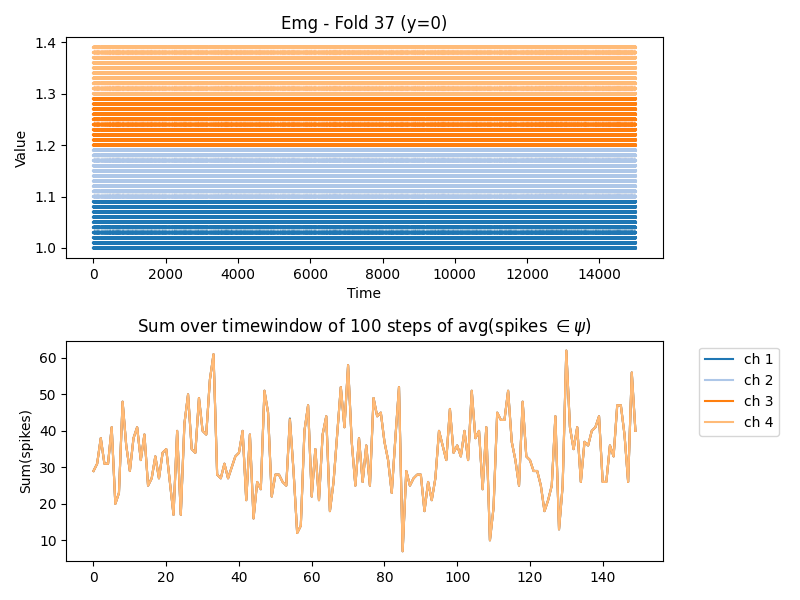 Emg - Fold 37 (y=0)
1.4
1.3
1.2
1.1
1.0
Value
0 2000 4000 6000 8000 10000 12000 14000
Time
Sum over timewindow of 100 steps of avg(spikes ∈ ψ)
60
50
40
30
20
10
Sum(spikes)
0 20 40 60 80 100 120 140
ch 1
ch 2
ch 3
ch 4